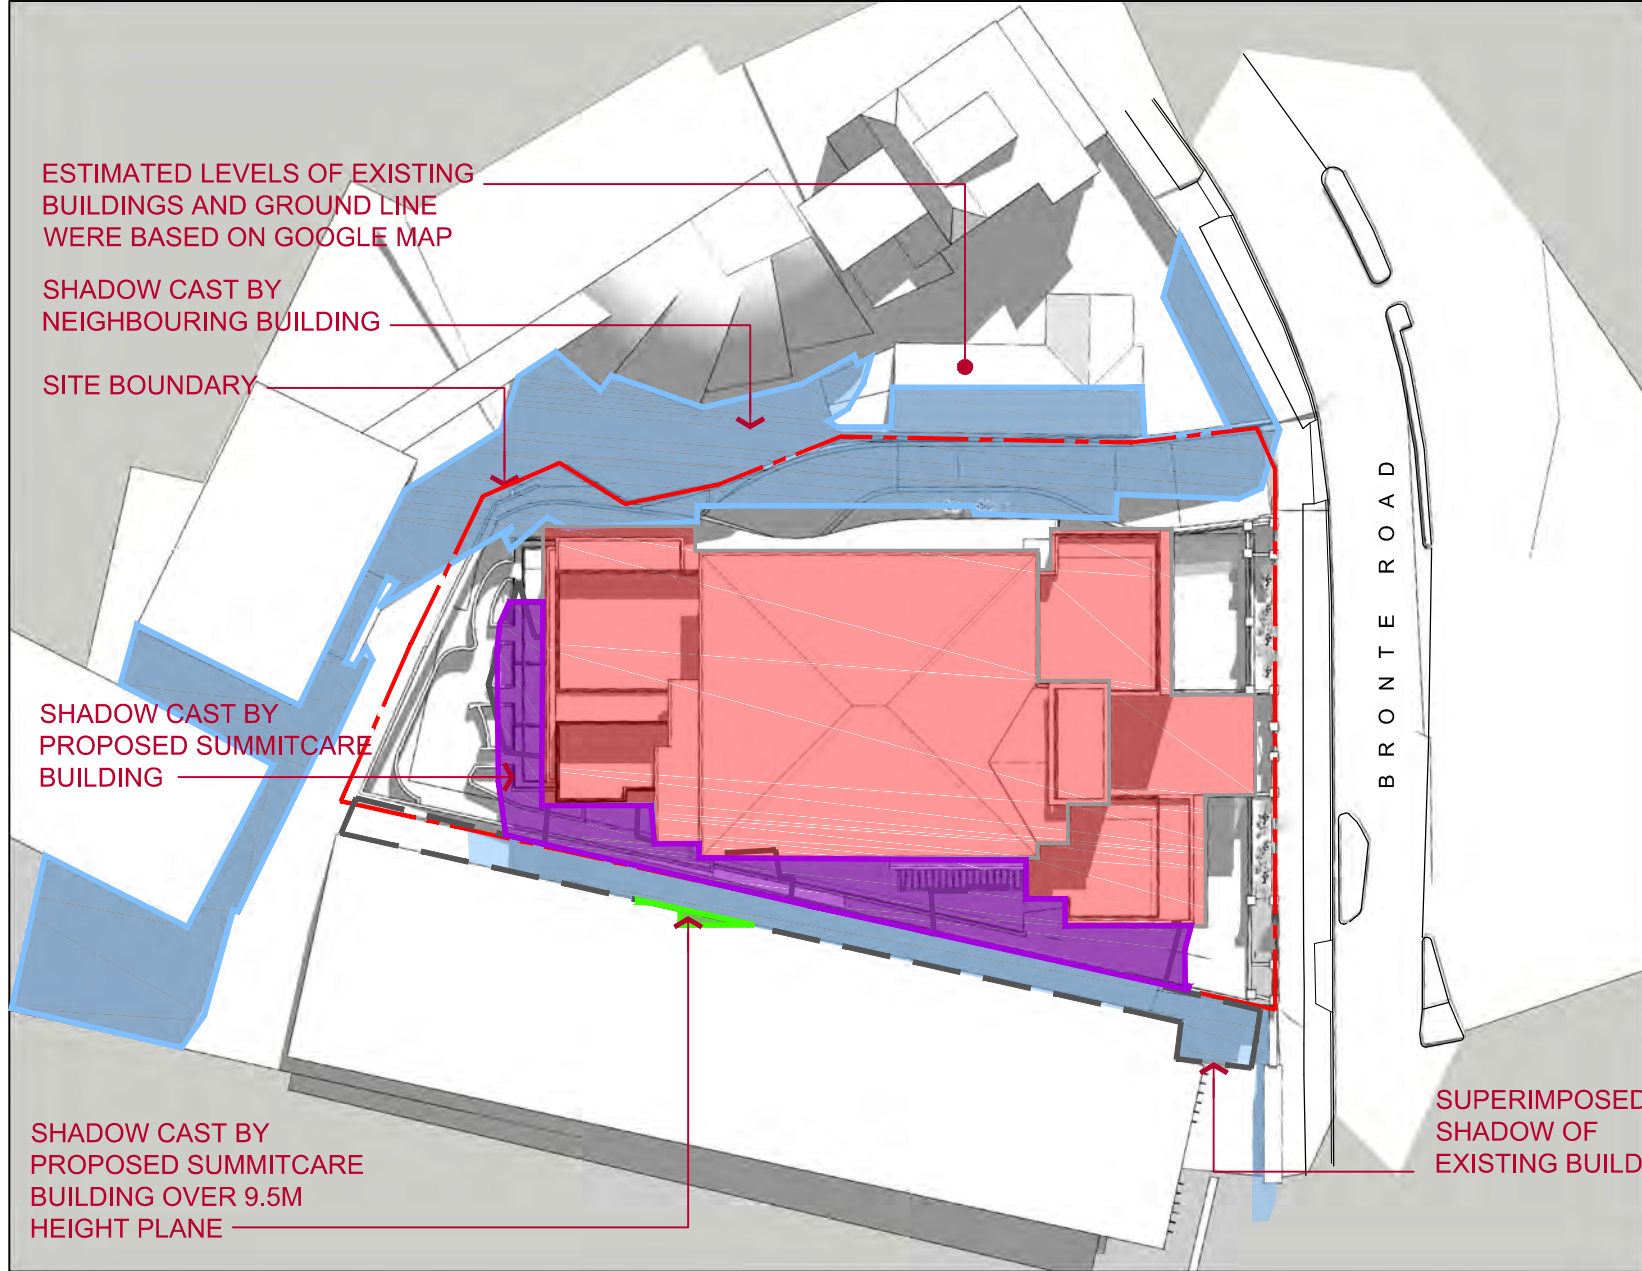 ESTIMATED LEVELS OF EXISTING
BUILDINGS AND GROUND LINE
WERE BASED ON GOOGLE MAP
SHADOW CAST BY
NEIGHBOURING BUILDING
SITE BOUNDARY
SHADOW CAST BY
PROPOSED SUMMITCARE
BUILDING
SHADOW CAST BY
PROPOSED SUMMITCARE
BUILDING OVER 9.5M
HEIGHT PLANE
BRONTE ROAD
SUPERIMPOSED
SHADOW OF
EXISTING BUILD